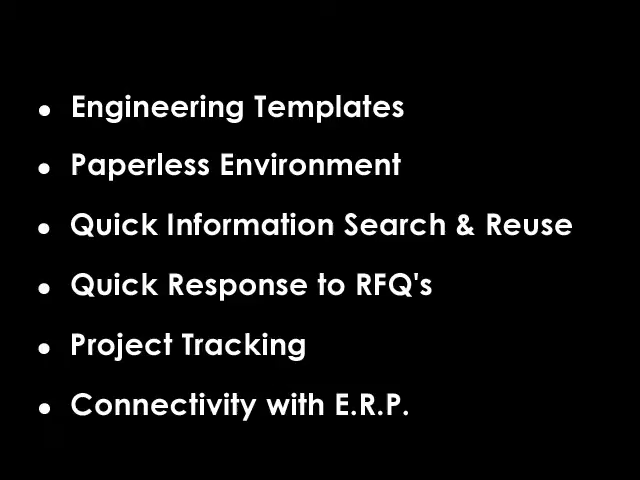 ● Engineering Templates
● Paperless Environment
● Quick Information Search & Reuse
● Quick Response to RFQ's
● Project Tracking
● Connectivity with E.R.P.